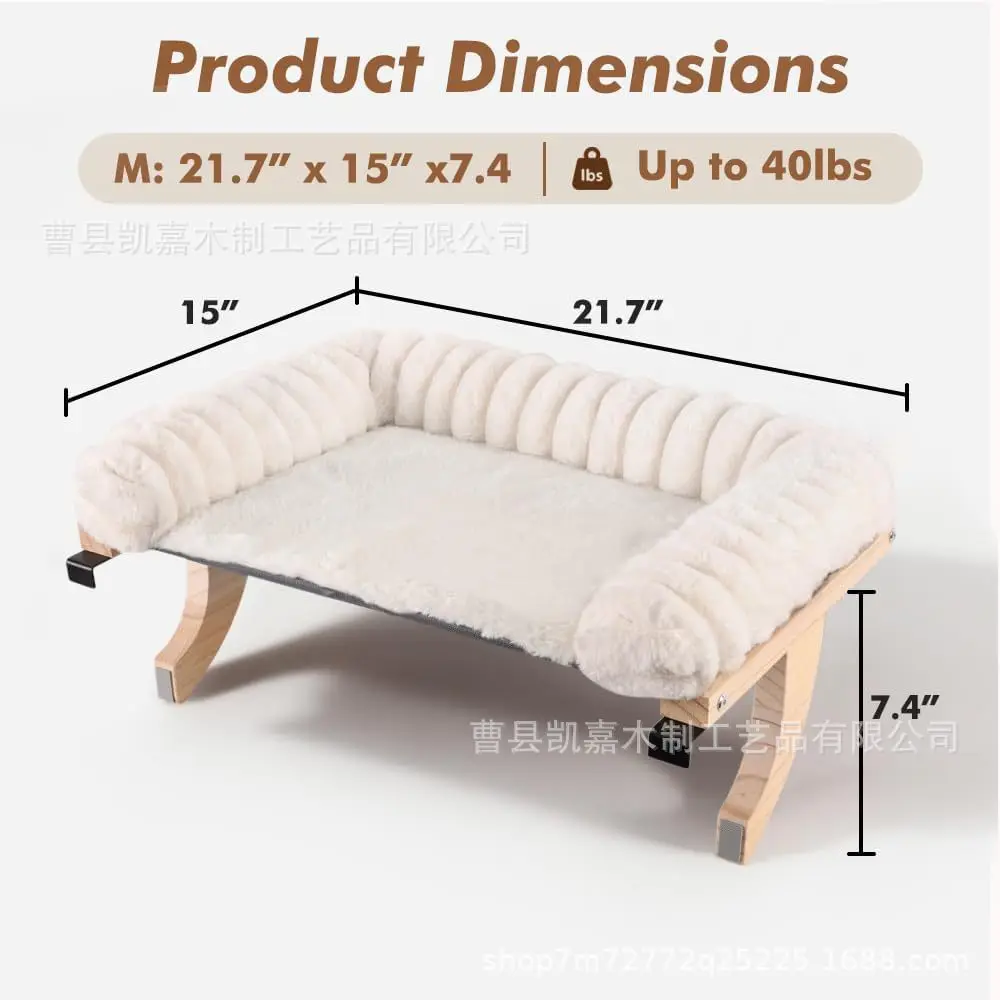 Product Dimensions
M: 21.7” x 15” x7.4
lbs
Up to 40lbs
曹县凯嘉木制工艺品有限公司
15”
21.7”
7.4”
曹县凯嘉木制工艺品有限公司
shop7m72772q25225.1688.com